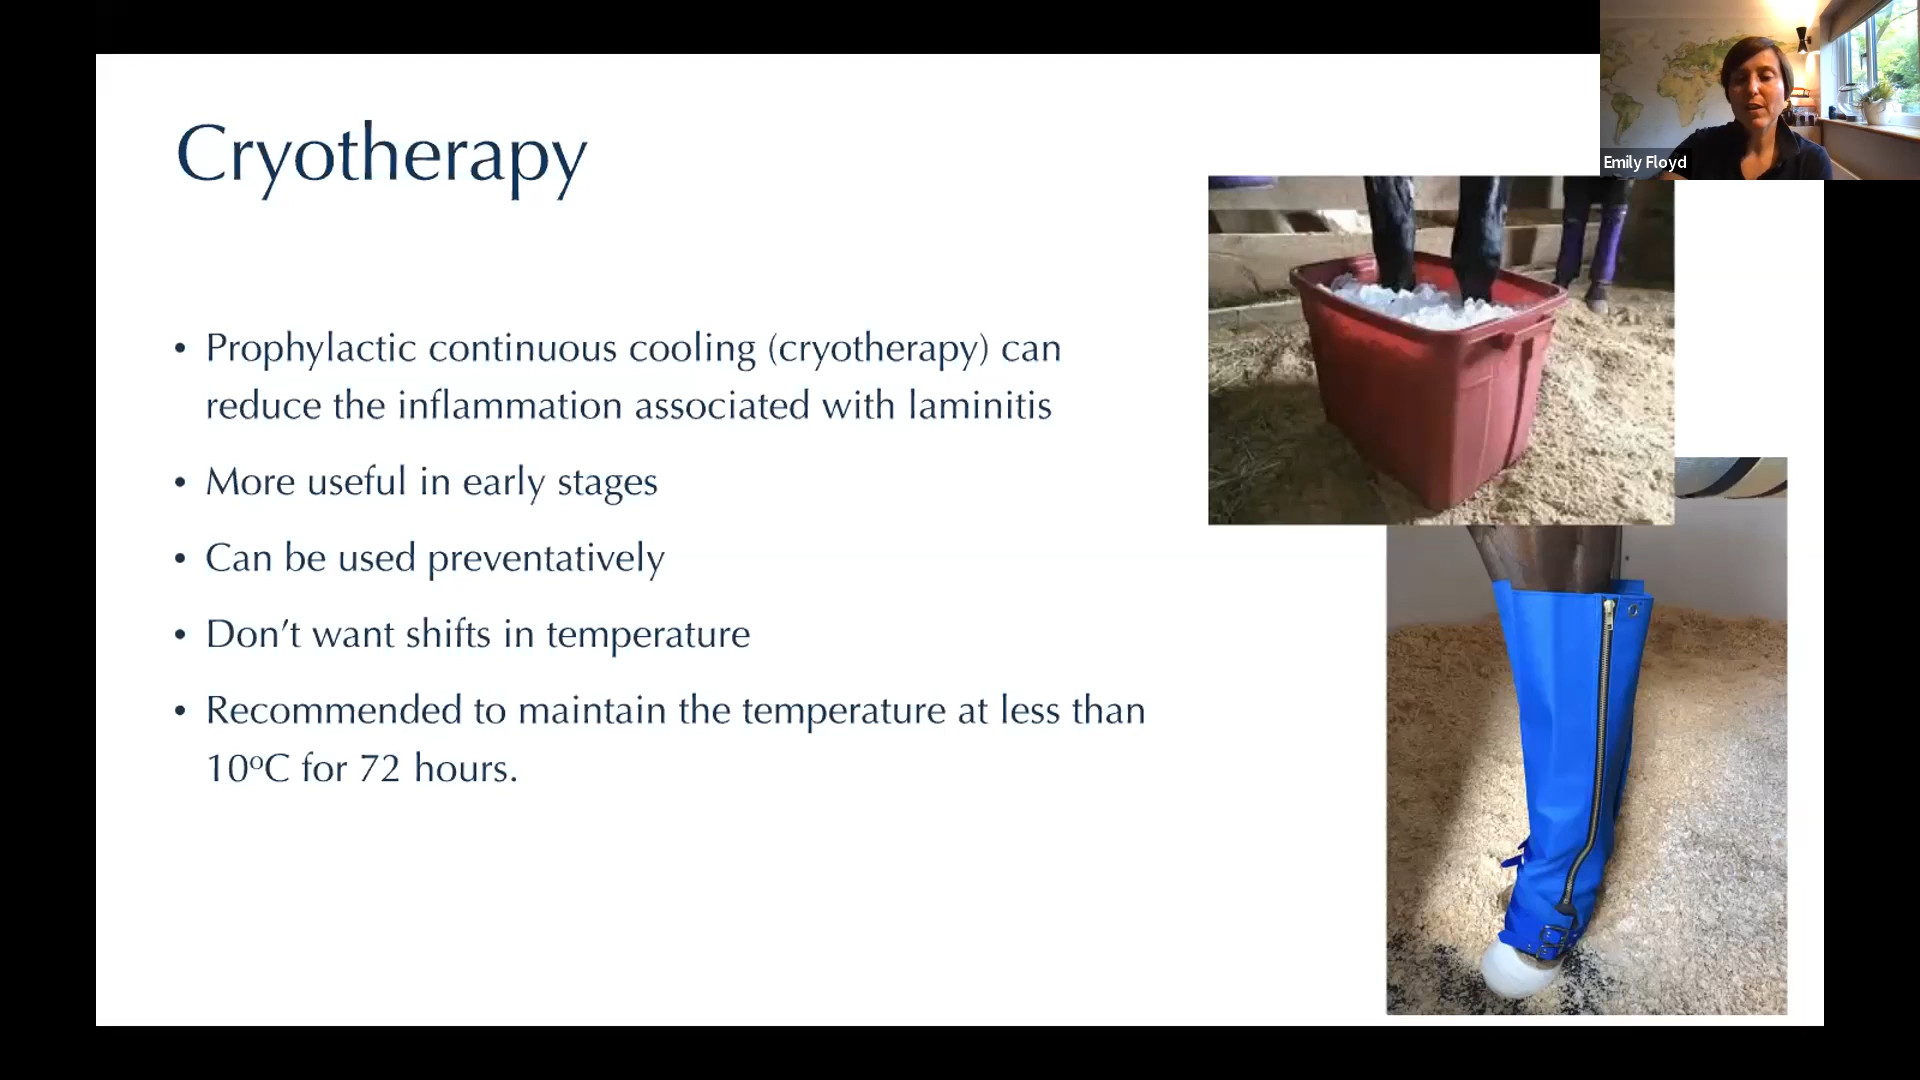 Cryotherapy
• Prophylactic continuous cooling (cryotherapy) can
reduce the inflammation associated with laminitis
• More useful in early stages
• Can be used preventatively
• Don’t want shifts in temperature
• Recommended to maintain the temperature at less than
10ºC for 72 hours.
Emily Floyd